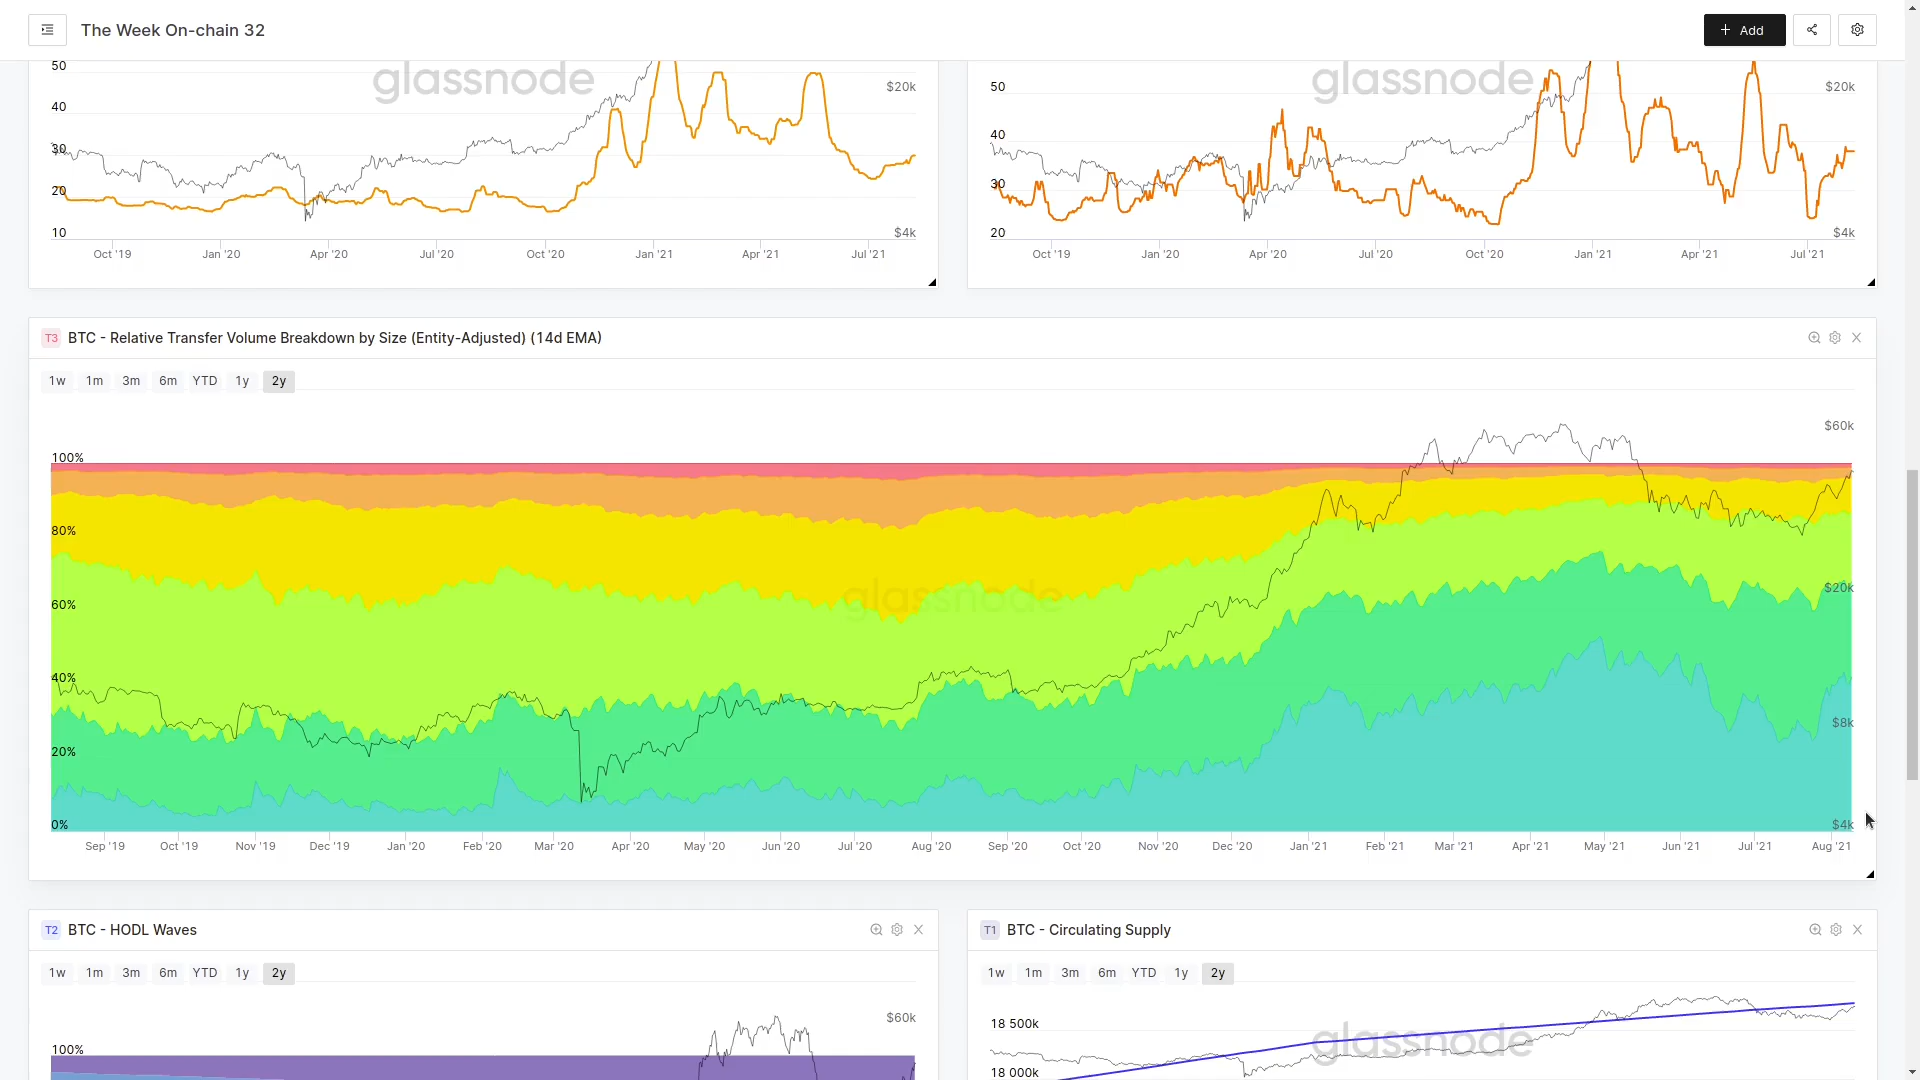 The Week On-chain 32
Add
glassnode
50
40
30
20
10
$20k
$4k
Oct '19 Jan '20 Apr '20 Jul '20 Oct '20 Jan '21 Apr '21 Jul '21
glassnode
50
40
30
20
$20k
$4k
Oct '19 Jan '20 Apr '20 Jul '20 Oct '20 Jan '21 Apr '21 Jul '21
T3 BTC - Relative Transfer Volume Breakdown by Size (Entity-Adjusted) (14d EMA)
1w 1m 3m 6m YTD 1y 2y
100%
80%
60%
40%
20%
0%
glassnode
$60k
$20k
$8k
$4k
Sep '19 Oct '19 Nov '19 Dec '19 Jan '20 Feb '20 Mar '20 Apr '20 May '20 Jun '20 Jul '20 Aug '20 Sep '20 Oct '20 Nov '20 Dec '20 Jan '21 Feb '21 Mar '21 Apr '21 May '21 Jun '21 Jul '21 Aug '21
T2 BTC - HODL Waves
1w 1m 3m 6m YTD 1y 2y
$60k
100%
T1 BTC - Circulating Supply
1w 1m 3m 6m YTD 1y 2y
18 500k
glassnode
18 000k